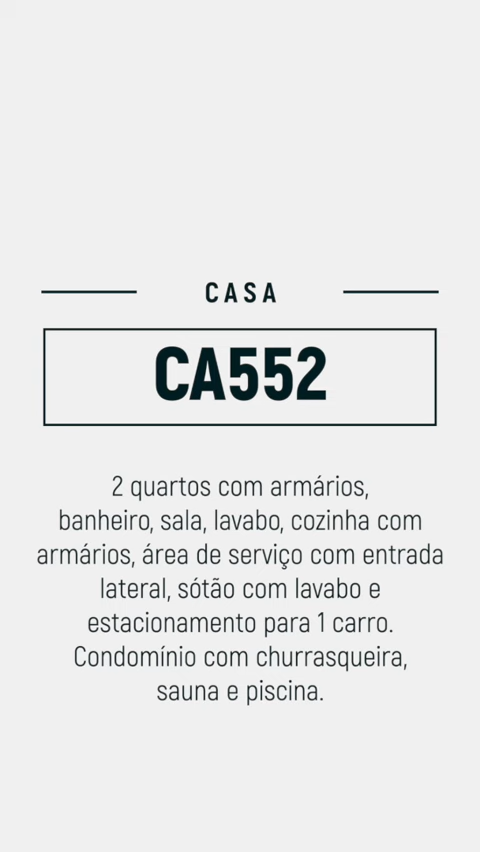 CASA
CA552
2 quartos com armários,
banheiro, sala, lavabo, cozinha com
armários, área de serviço com entrada
lateral, sótão com lavabo e
estacionamento para 1 carro.
Condomínio com churrasqueira,
sauna e piscina.